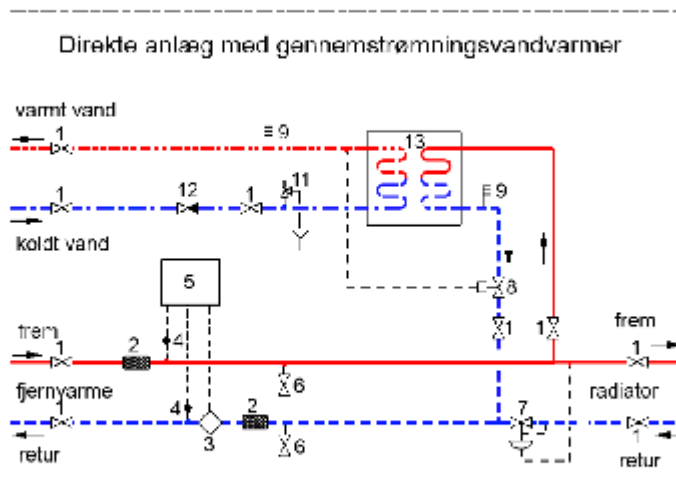 Direkte anlæg med gennemstrømningsvandvarmer
varmt vand
1
9
13
1
12
1
11
9
koldt vand
5
8
frem
1
2
4
1
1
frem
1
fjernvarme
1
4
3
2
6
6
7
radiator
1
retur
retur